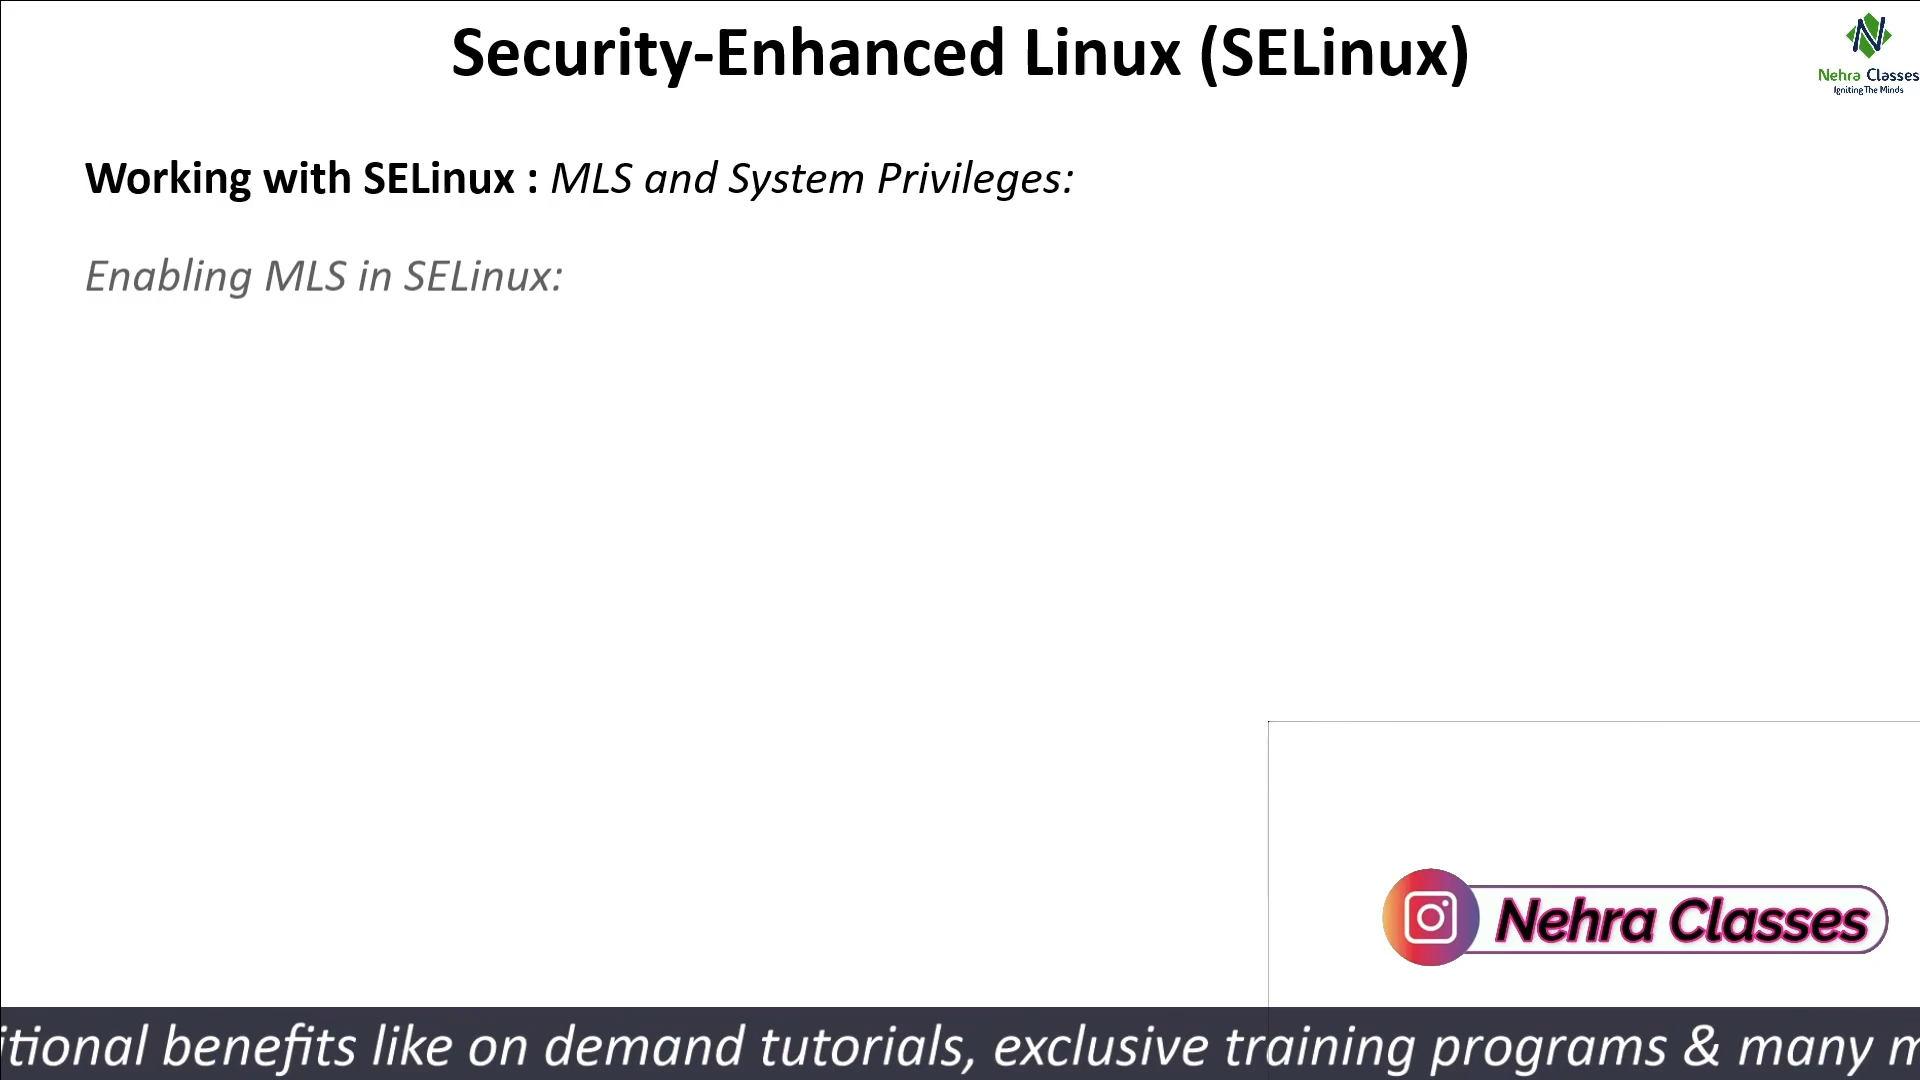 Security-Enhanced Linux (SELinux)
Nehra Classes
Igniting The Minds
Working with SELinux : MLS and System Privileges:
Enabling MLS in SELinux:
Nehra Classes
itional benefits like on demand tutorials, exclusive training programs & many m